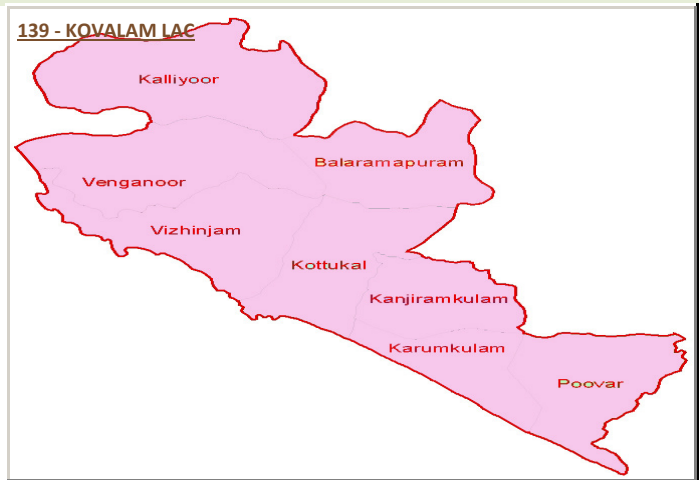 139 - KOVALAM LAC
Kalliyoor
Balaramapuram
Venganoor
Vizhinjam
Kottukal
Kanjiramkulam
Karumkulam
Poovar